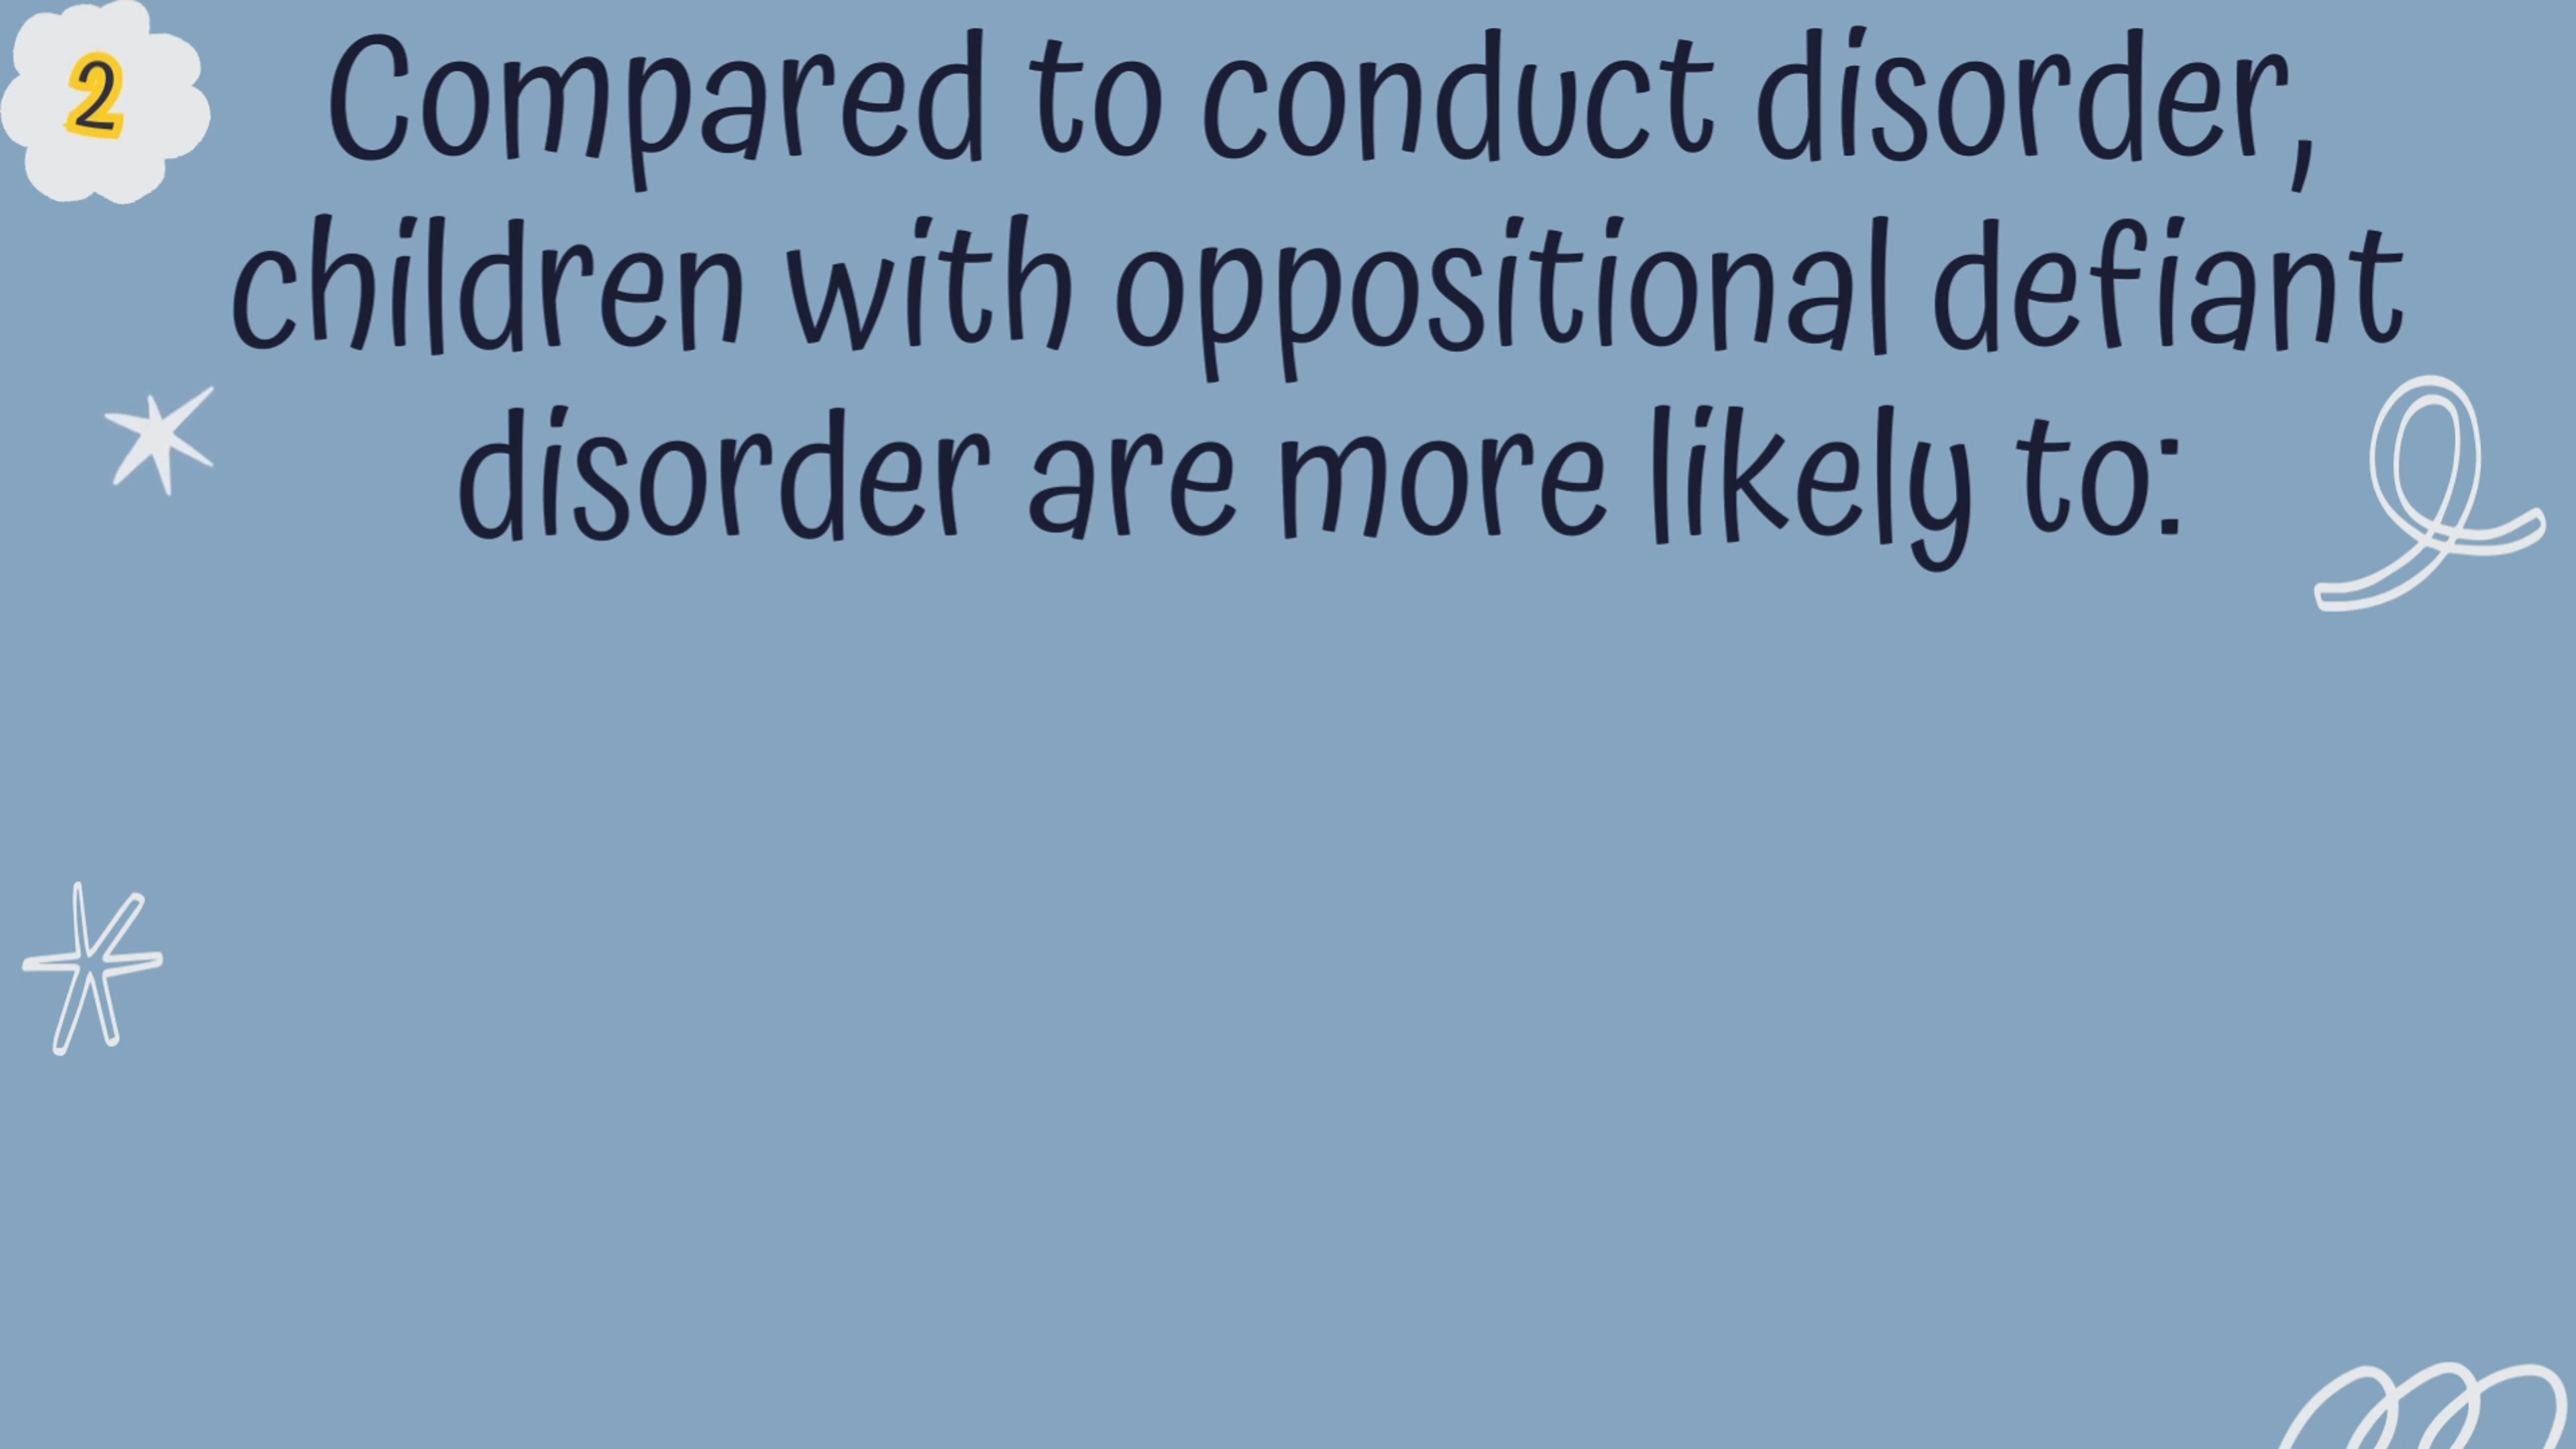 2
Compared to conduct disorder,
children with oppositional defiant
disorder are more likely to: